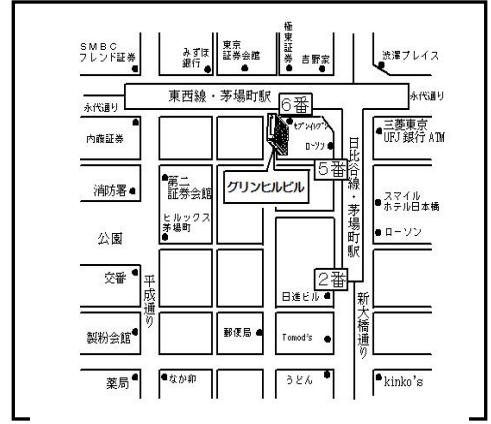 SMBC
フレンド証券
みずほ
銀行
東京
証券会館
極
東
証
券
吉野家
渋澤プレイス
東西線・茅場町駅
永代通り
永代通り
6番
内藤証券
セブンイレブン
ローソン
三菱東京
UFJ銀行 ATM
5番
日比谷線・茅場町駅
消防署
第二
証券会館
グリンヒルビル
スマイル
ホテル日本橋
ヒルックス
茅場町
ローソン
公園
交番
平成通り
2番
日進ビル
新大橋通り
製粉会館
郵便局
Tomod's
薬局
なか卯
うどん
kinko's